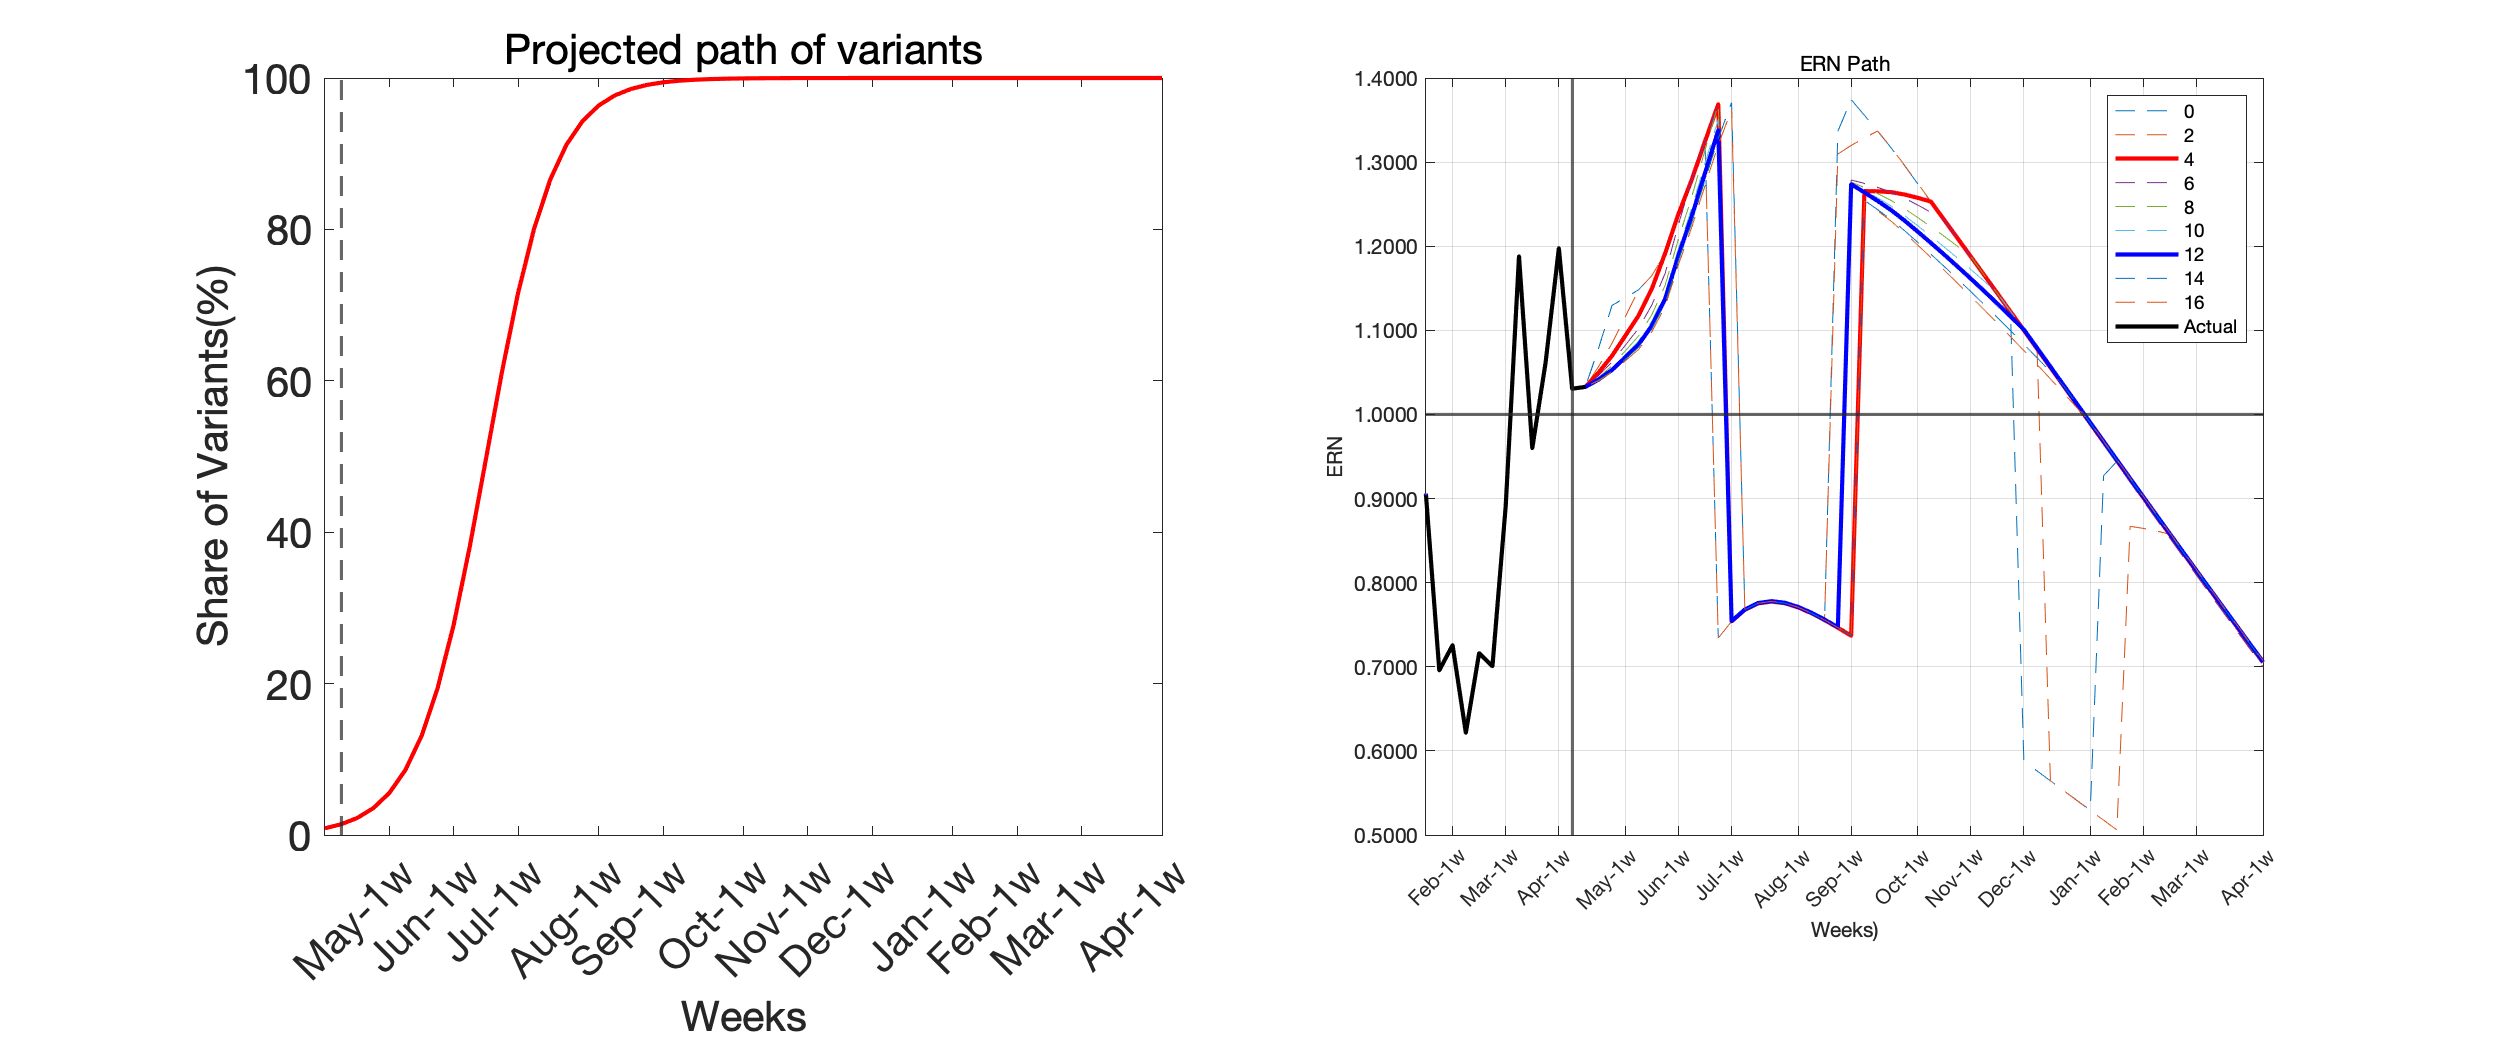 Projected path of variants
Share of Variants(%)
100
80
60
40
20
0
May-1w
Jun-1w
Jul-1w
Aug-1w
Sep-1w
Oct-1w
Nov-1w
Dec-1w
Jan-1w
Feb-1w
Mar-1w
Apr-1w
Weeks
ERN Path
ERN
1.4000
1.3000
1.2000
1.1000
1.0000
0.9000
0.8000
0.7000
0.6000
0.5000
0
2
4
6
8
10
12
14
16
Actual
Feb-1w
Mar-1w
Apr-1w
May-1w
Jun-1w
Jul-1w
Aug-1w
Sep-1w
Oct-1w
Nov-1w
Dec-1w
Jan-1w
Feb-1w
Mar-1w
Apr-1w
Weeks)